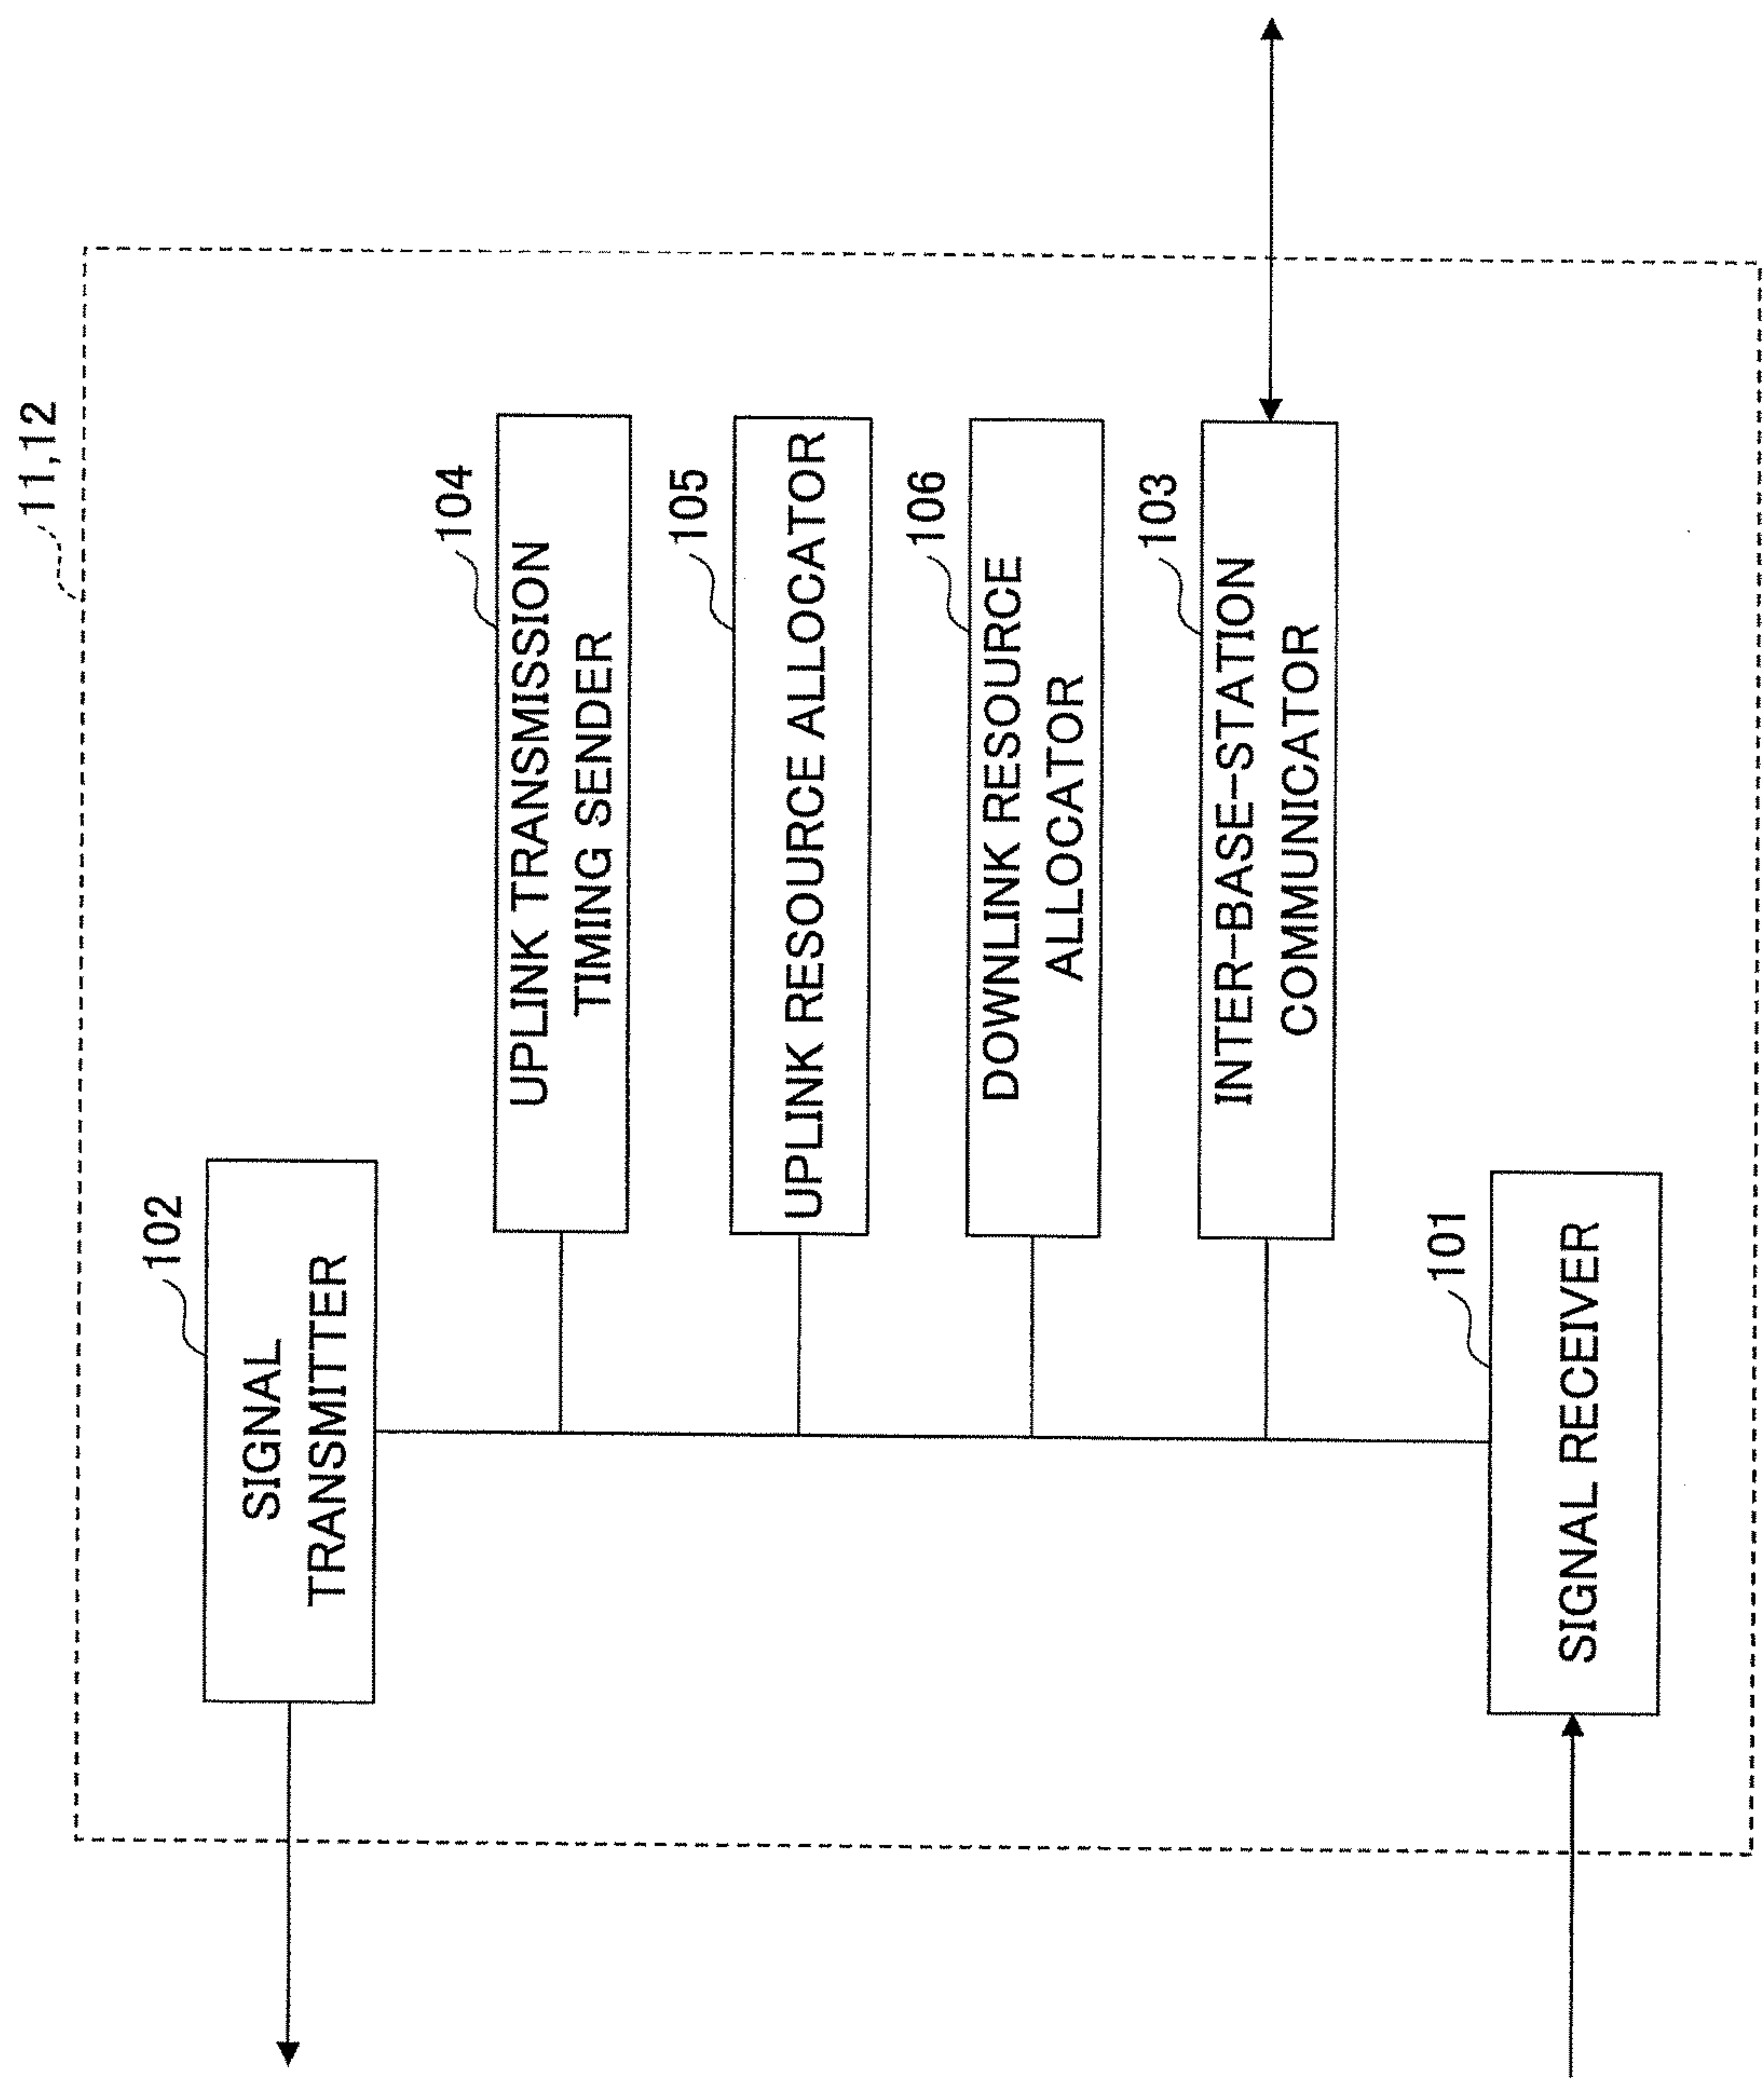 11,12
102
SIGNAL
TRANSMITTER
104
UPLINK TRANSMISSION
TIMING SENDER
105
UPLINK RESOURCE ALLOCATOR
106
DOWNLINK RESOURCE
ALLOCATOR
103
INTER-BASE-STATION
COMMUNICATOR
101
SIGNAL RECEIVER